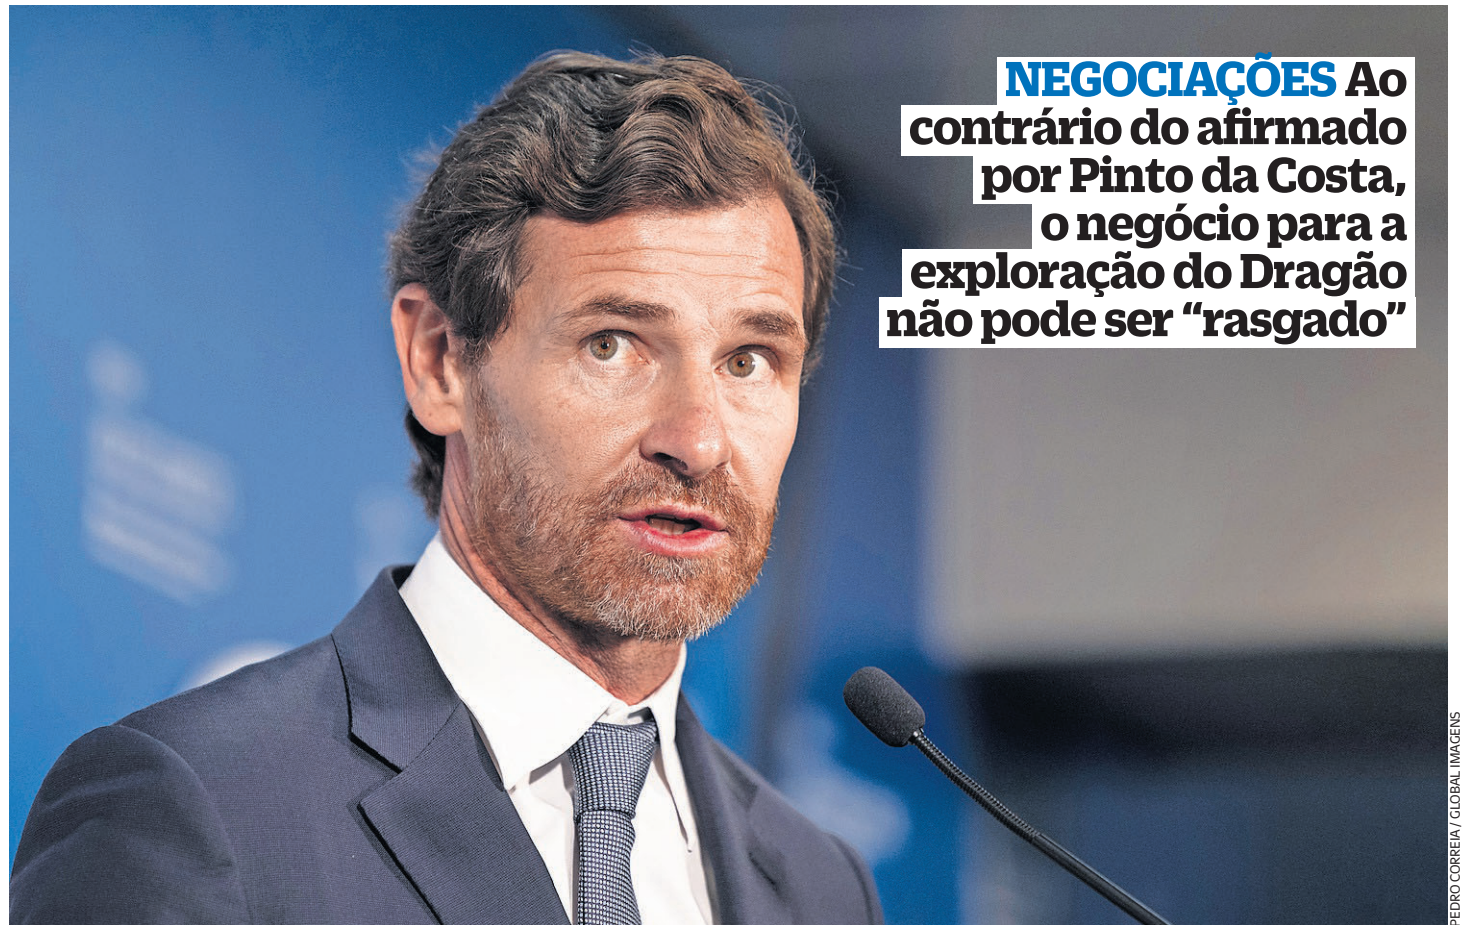 NEGOCIAÇÕES Ao
contrário do afirmado
por Pinto da Costa,
o negócio para a
exploração do Dragão
não pode ser “rasgado”
PEDRO CORREIA / GLOBAL IMAGENS